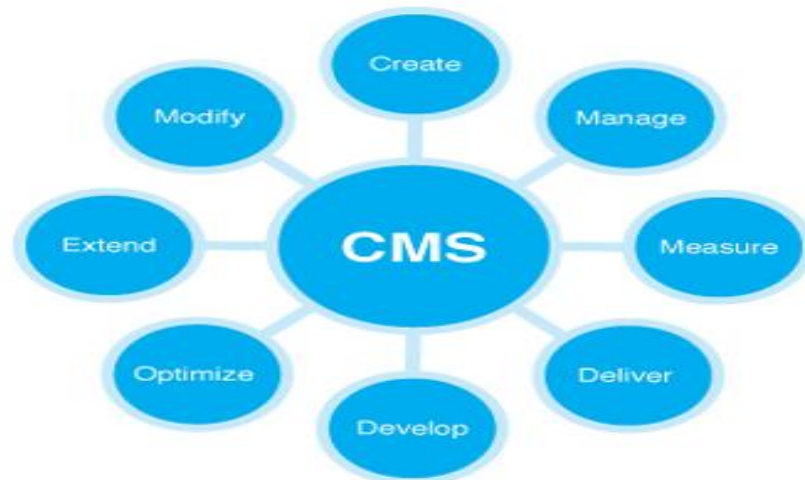 Create
Modify
Manage
Extend
CMS
Measure
Optimize
Deliver
Develop